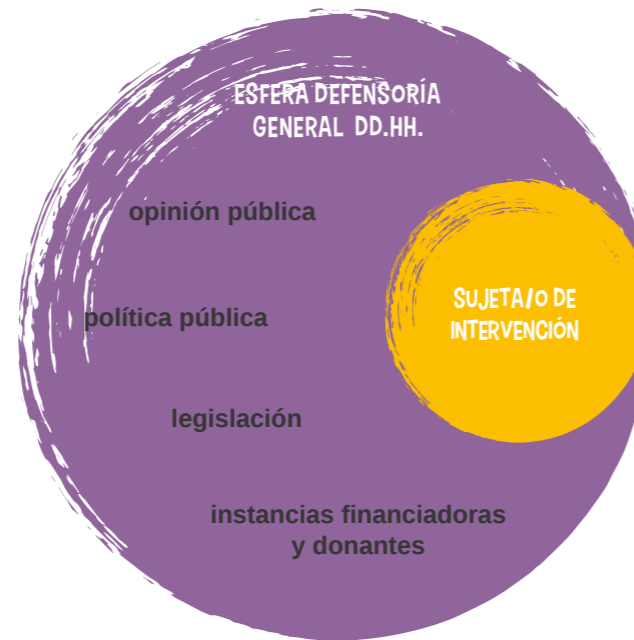 ESFERA DEFENSORÍA
GENERAL DD.HH.
opinión pública
política pública
SUJETA/O DE
INTERVENCIÓN
legislación
instancias financiadoras
y donantes